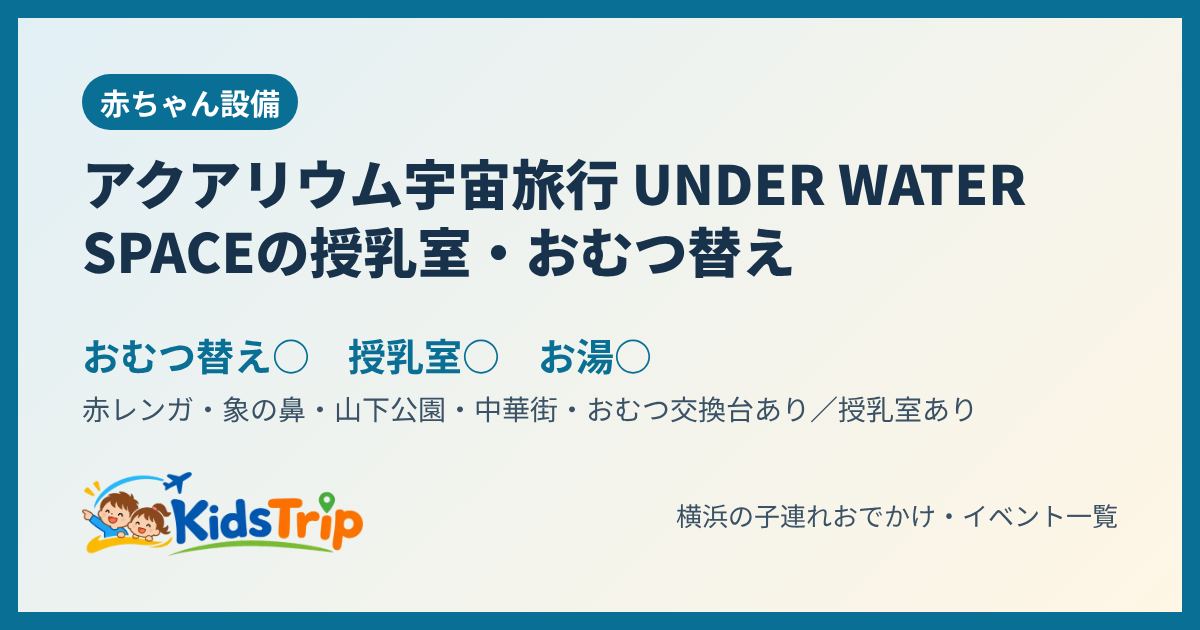 赤ちゃん設備
アクアリウム宇宙旅行 UNDER WATER
SPACEの授乳室・おむつ替え
おむつ替え○　授乳室○　お湯○
赤レンガ・象の鼻・山下公園・中華街・おむつ交換台あり／授乳室あり
KidsTrip
横浜の子連れおでかけ・イベント一覧